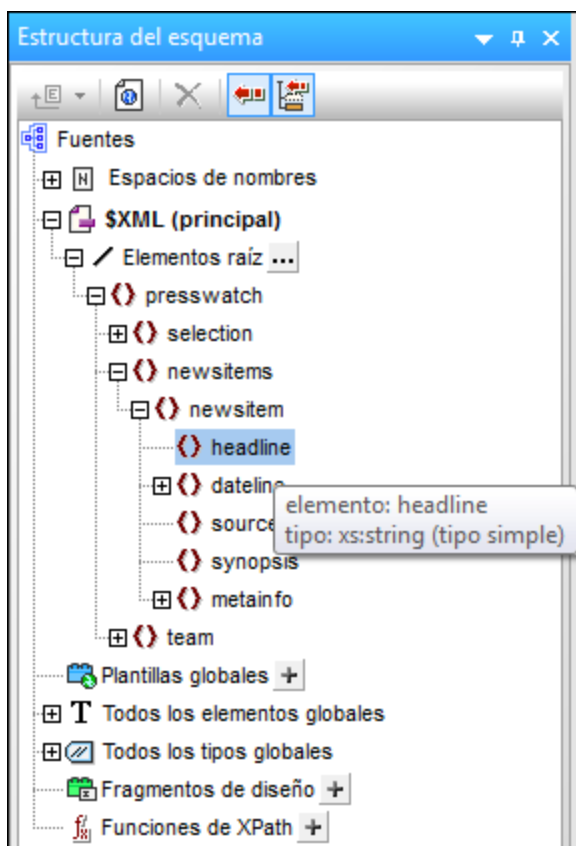 Estructura del esquema
Fuentes
Espacios de nombres
$XML (principal)
Elementos raíz ...
presswatch
selection
newsitems
newsitem
headline
dateline
elemento: headline
source
tipo: xs:string (tipo simple)
synopsis
metainfo
team
Plantillas globales
Todos los elementos globales
Todos los tipos globales
Fragmentos de diseño
Funciones de XPath